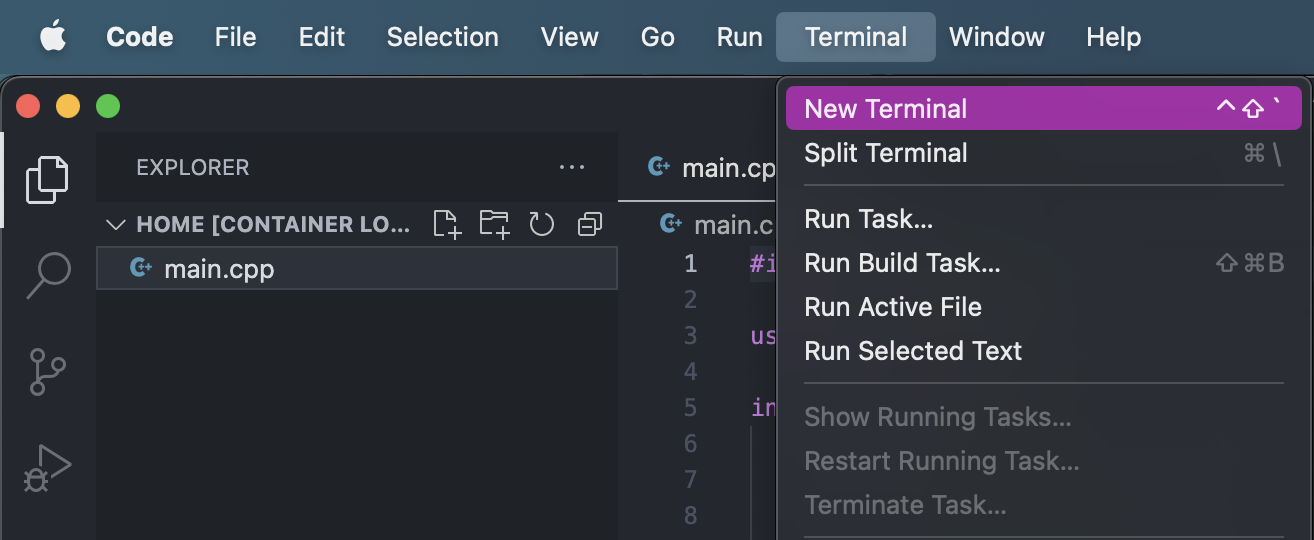 Code File Edit Selection View Go Run Terminal Window Help
EXPLORER ...
HOME [CONTAINER LO...
main.cpp
main.cp
main.c
1 #i
2
3 us
4
5 in
6
7
8
New Terminal ^⇧`
Split Terminal ⌘\
Run Task...
Run Build Task... ⇧⌘B
Run Active File
Run Selected Text
Show Running Tasks...
Restart Running Task...
Terminate Task...